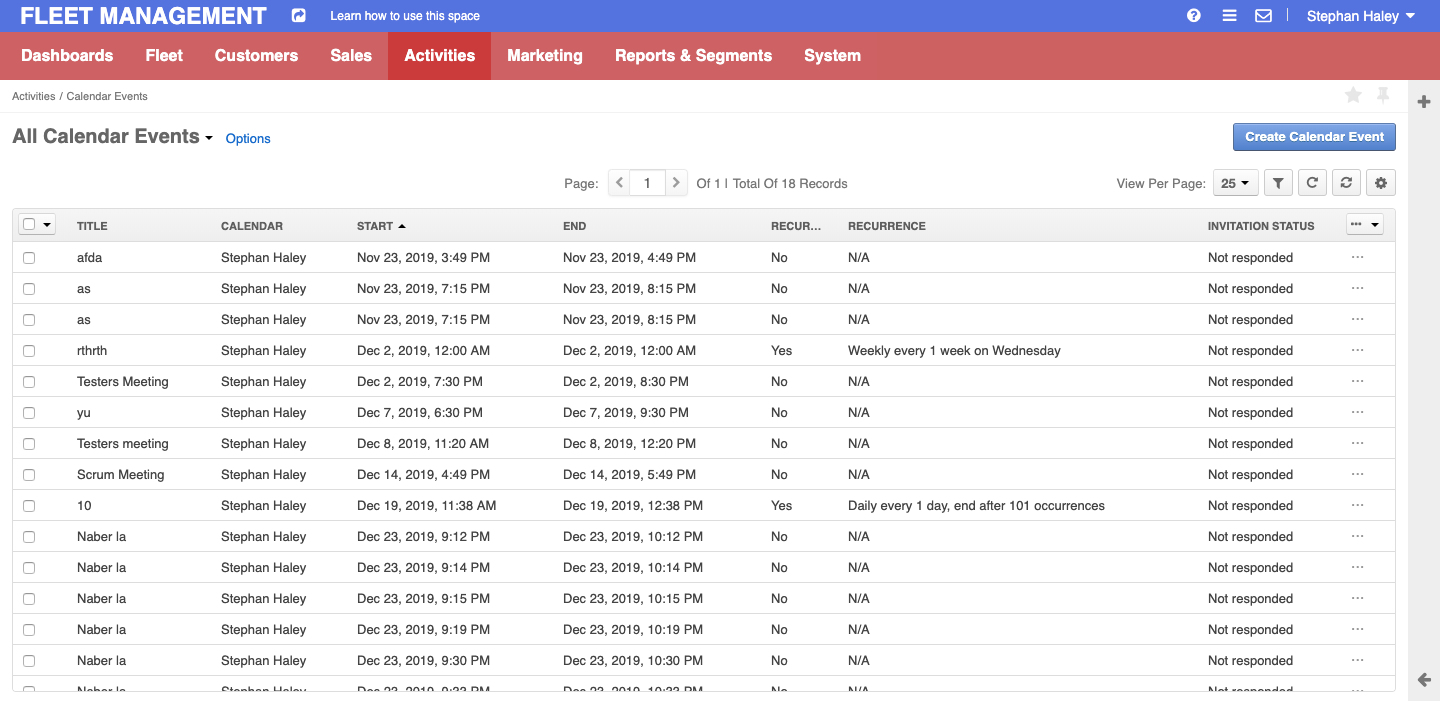 FLEET MANAGEMENT Learn how to use this space Stephan Haley
Dashboards Fleet Customers Sales Activities Marketing Reports & Segments System
Activities / Calendar Events
All Calendar Events Options Create Calendar Event
Page: 1 Of 1 | Total Of 18 Records View Per Page: 25
TITLE CALENDAR START END RECUR... RECURRENCE INVITATION STATUS
afda Stephan Haley Nov 23, 2019, 3:49 PM Nov 23, 2019, 4:49 PM No N/A Not responded
as Stephan Haley Nov 23, 2019, 7:15 PM Nov 23, 2019, 8:15 PM No N/A Not responded
as Stephan Haley Nov 23, 2019, 7:15 PM Nov 23, 2019, 8:15 PM No N/A Not responded
rthrth Stephan Haley Dec 2, 2019, 12:00 AM Dec 2, 2019, 12:00 AM Yes Weekly every 1 week on Wednesday Not responded
Testers Meeting Stephan Haley Dec 2, 2019, 7:30 PM Dec 2, 2019, 8:30 PM No N/A Not responded
yu Stephan Haley Dec 7, 2019, 6:30 PM Dec 7, 2019, 9:30 PM No N/A Not responded
Testers meeting Stephan Haley Dec 8, 2019, 11:20 AM Dec 8, 2019, 12:20 PM No N/A Not responded
Scrum Meeting Stephan Haley Dec 14, 2019, 4:49 PM Dec 14, 2019, 5:49 PM No N/A Not responded
10 Stephan Haley Dec 19, 2019, 11:38 AM Dec 19, 2019, 12:38 PM Yes Daily every 1 day, end after 101 occurrences Not responded
Naber la Stephan Haley Dec 23, 2019, 9:12 PM Dec 23, 2019, 10:12 PM No N/A Not responded
Naber la Stephan Haley Dec 23, 2019, 9:14 PM Dec 23, 2019, 10:14 PM No N/A Not responded
Naber la Stephan Haley Dec 23, 2019, 9:15 PM Dec 23, 2019, 10:15 PM No N/A Not responded
Naber la Stephan Haley Dec 23, 2019, 9:19 PM Dec 23, 2019, 10:19 PM No N/A Not responded
Naber la Stephan Haley Dec 23, 2019, 9:30 PM Dec 23, 2019, 10:30 PM No N/A Not responded
Naber la Stephan Haley No N/A Not responded